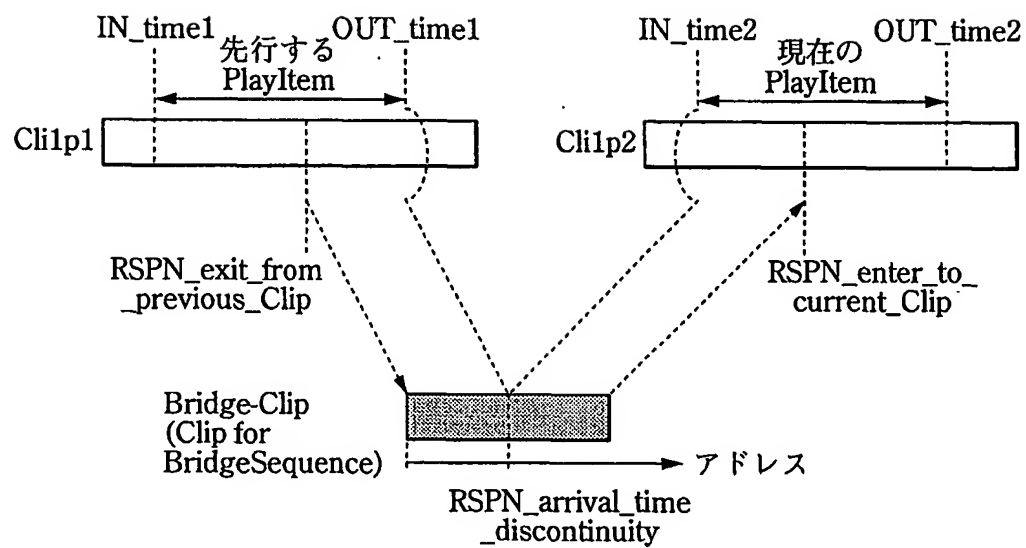 IN_time1
OUT_time1
先行する
PlayItem
IN_time2
OUT_time2
現在の
PlayItem
Cli1p1
Cli1p2
RSPN_exit_from
_previous_Clip
RSPN_enter_to_
current_Clip
Bridge-Clip
(Clip for
BridgeSequence)
アドレス
RSPN_arrival_time
_discontinuity